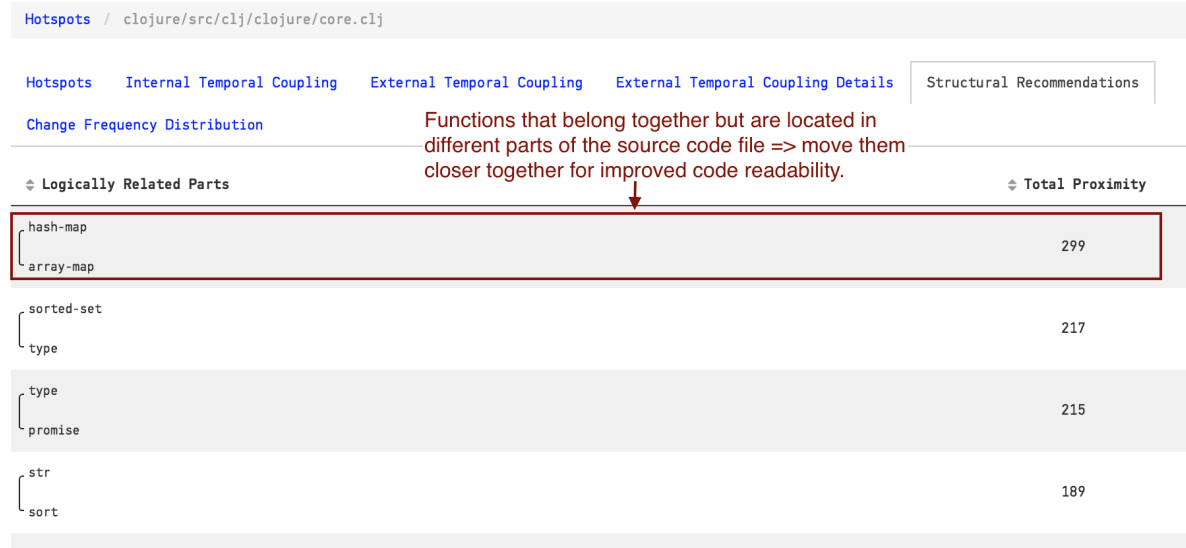 Hotspots / clojure/src/clj/clojure/core.clj
Hotspots Internal Temporal Coupling External Temporal Coupling External Temporal Coupling Details Structural Recommendations
Change Frequency Distribution
Functions that belong together but are located in
different parts of the source code file => move them
closer together for improved code readability.
Logically Related Parts Total Proximity
hash-map
299
array-map
sorted-set
217
type
type
215
promise
str
189
sort